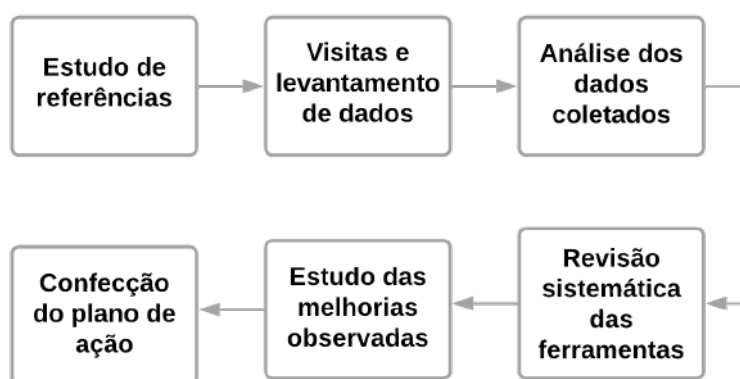 Estudo de
referências
Visitas e
levantamento
de dados
Análise dos
dados
coletados
Revisão
sistemática
das
ferramentas
Estudo das
melhorias
observadas
Confecção
do plano de
ação